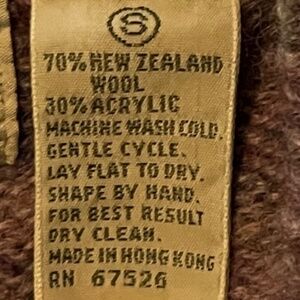 S
70% NEW ZEALAND
WOOL
30% ACRYLIC
MACHINE WASH COLD.
GENTLE CYCLE.
LAY FLAT TO DRY.
SHAPE BY HAND.
FOR BEST RESULT
DRY CLEAN.
MADE IN HONG KONG
RN 67526